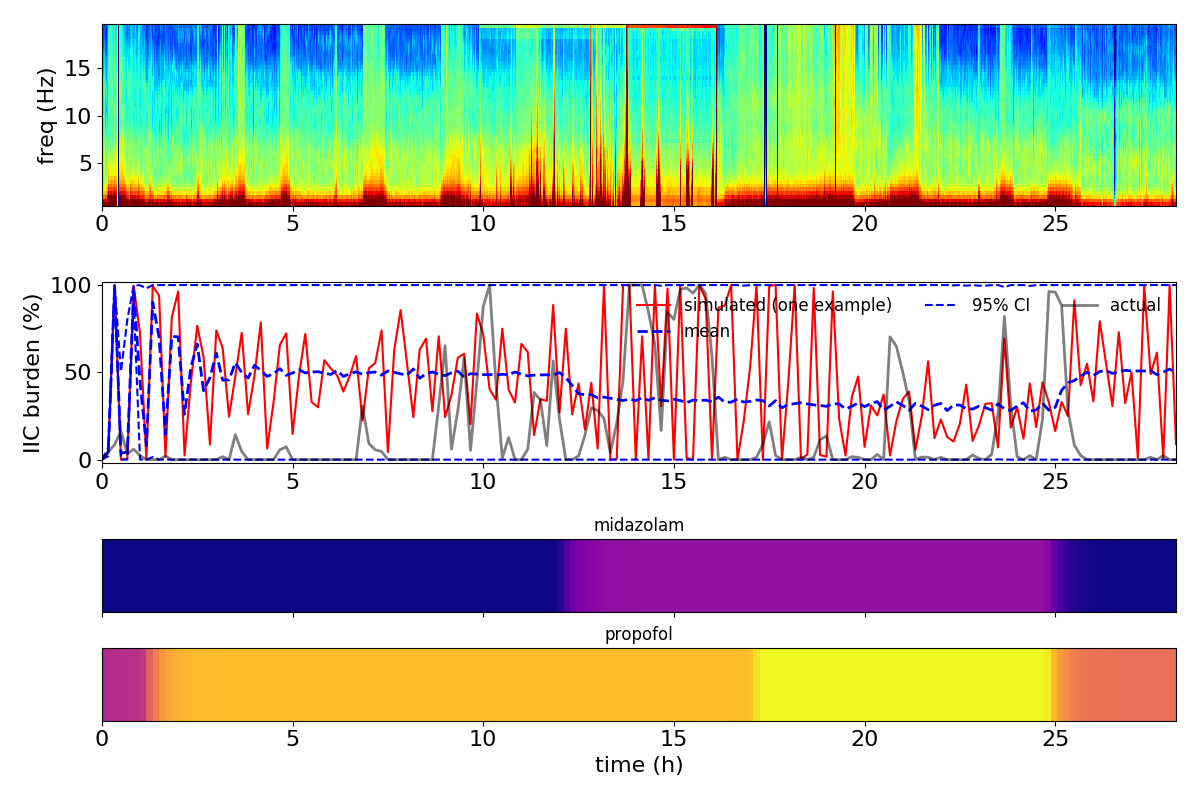 freq (Hz)
15
10
5
0 5 10 15 20 25
IIC burden (%)
100
50
0
simulated (one example)
mean
95% CI
actual
0 5 10 15 20 25
midazolam
propofol
0 5 10 15 20 25
time (h)